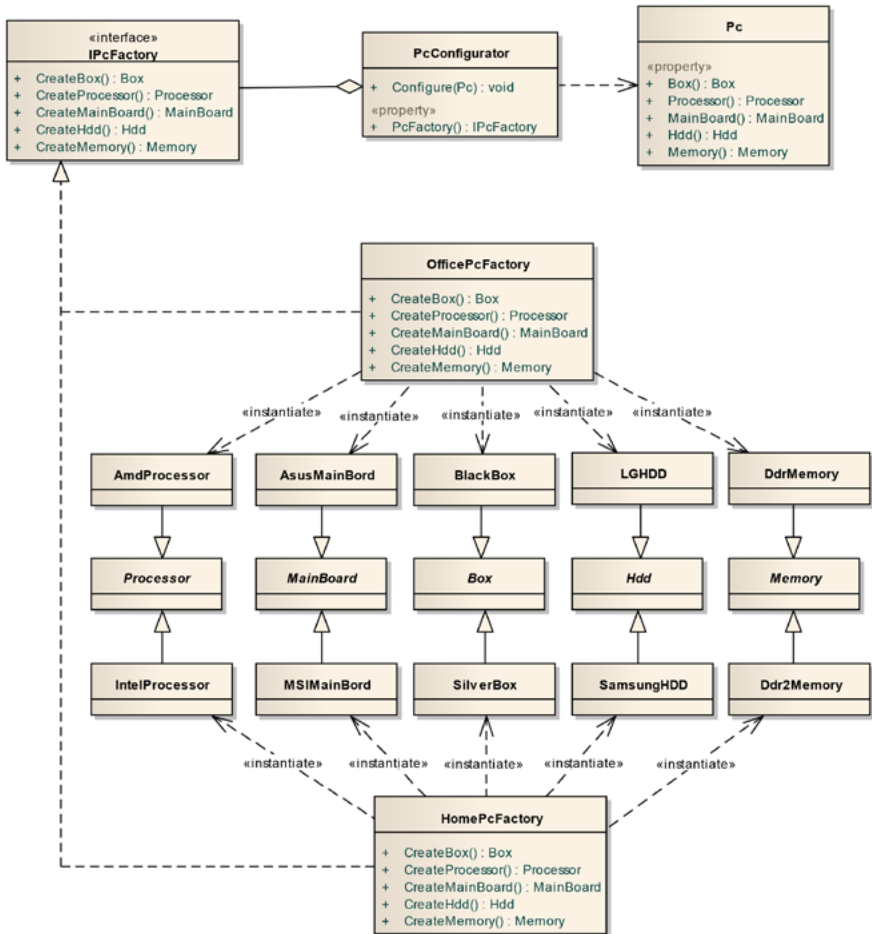 «interface»
IPcFactory
+ CreateBox() : Box
+ CreateProcessor() : Processor
+ CreateMainBoard() : MainBoard
+ CreateHdd() : Hdd
+ CreateMemory() : Memory
PcConfigurator
+ Configure(Pc) : void
«property»
+ PcFactory() : IPcFactory
Pc
«property»
+ Box() : Box
+ Processor() : Processor
+ MainBoard() : MainBoard
+ Hdd() : Hdd
+ Memory() : Memory
OfficePcFactory
+ CreateBox() : Box
+ CreateProcessor() : Processor
+ CreateMainBoard() : MainBoard
+ CreateHdd() : Hdd
+ CreateMemory() : Memory
«instantiate» «instantiate» «instantiate» «instantiate» «instantiate»
AmdProcessor AsusMainBord BlackBox LGHDD DdrMemory
Processor MainBoard Box Hdd Memory
IntelProcessor MSIMainBord SilverBox SamsungHDD Ddr2Memory
«instantiate» «instantiate» «instantiate» «instantiate» «instantiate»
HomePcFactory
+ CreateBox() : Box
+ CreateProcessor() : Processor
+ CreateMainBoard() : MainBoard
+ CreateHdd() : Hdd
+ CreateMemory() : Memory